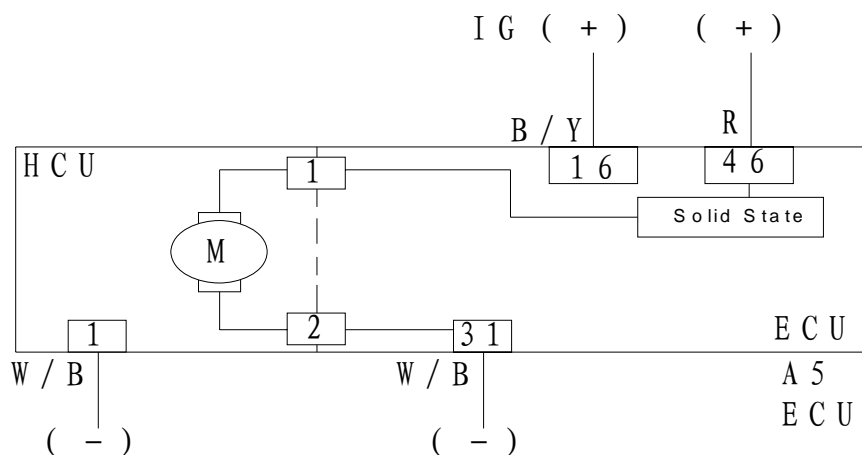 IG (+) (+)
B/Y R
HCU 1 16 46
Solid State
M
1 2 31 ECU
W/B W/B A5
ECU
(-) (-)